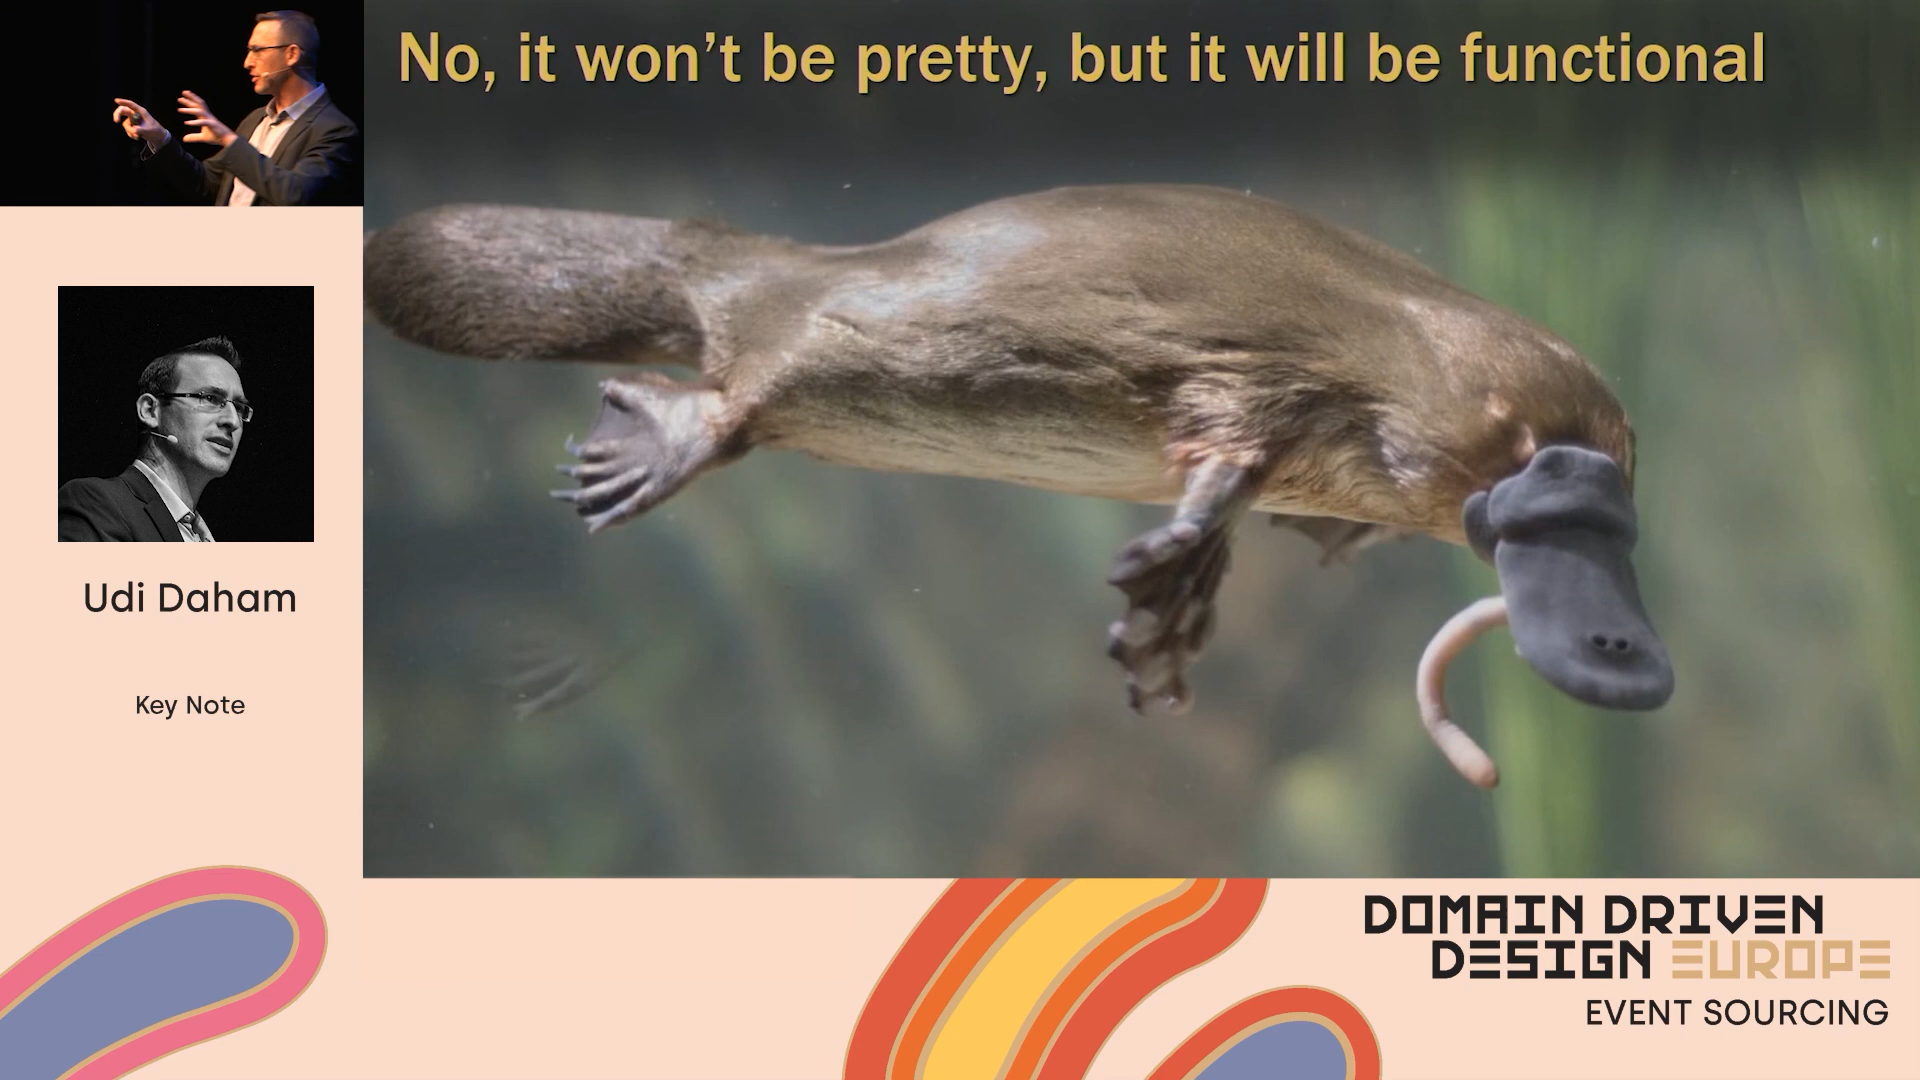 No, it won’t be pretty, but it will be functional
Udi Daham
Key Note
DOMAIN DRIVEN
DESIGN EUROPE
EVENT SOURCING